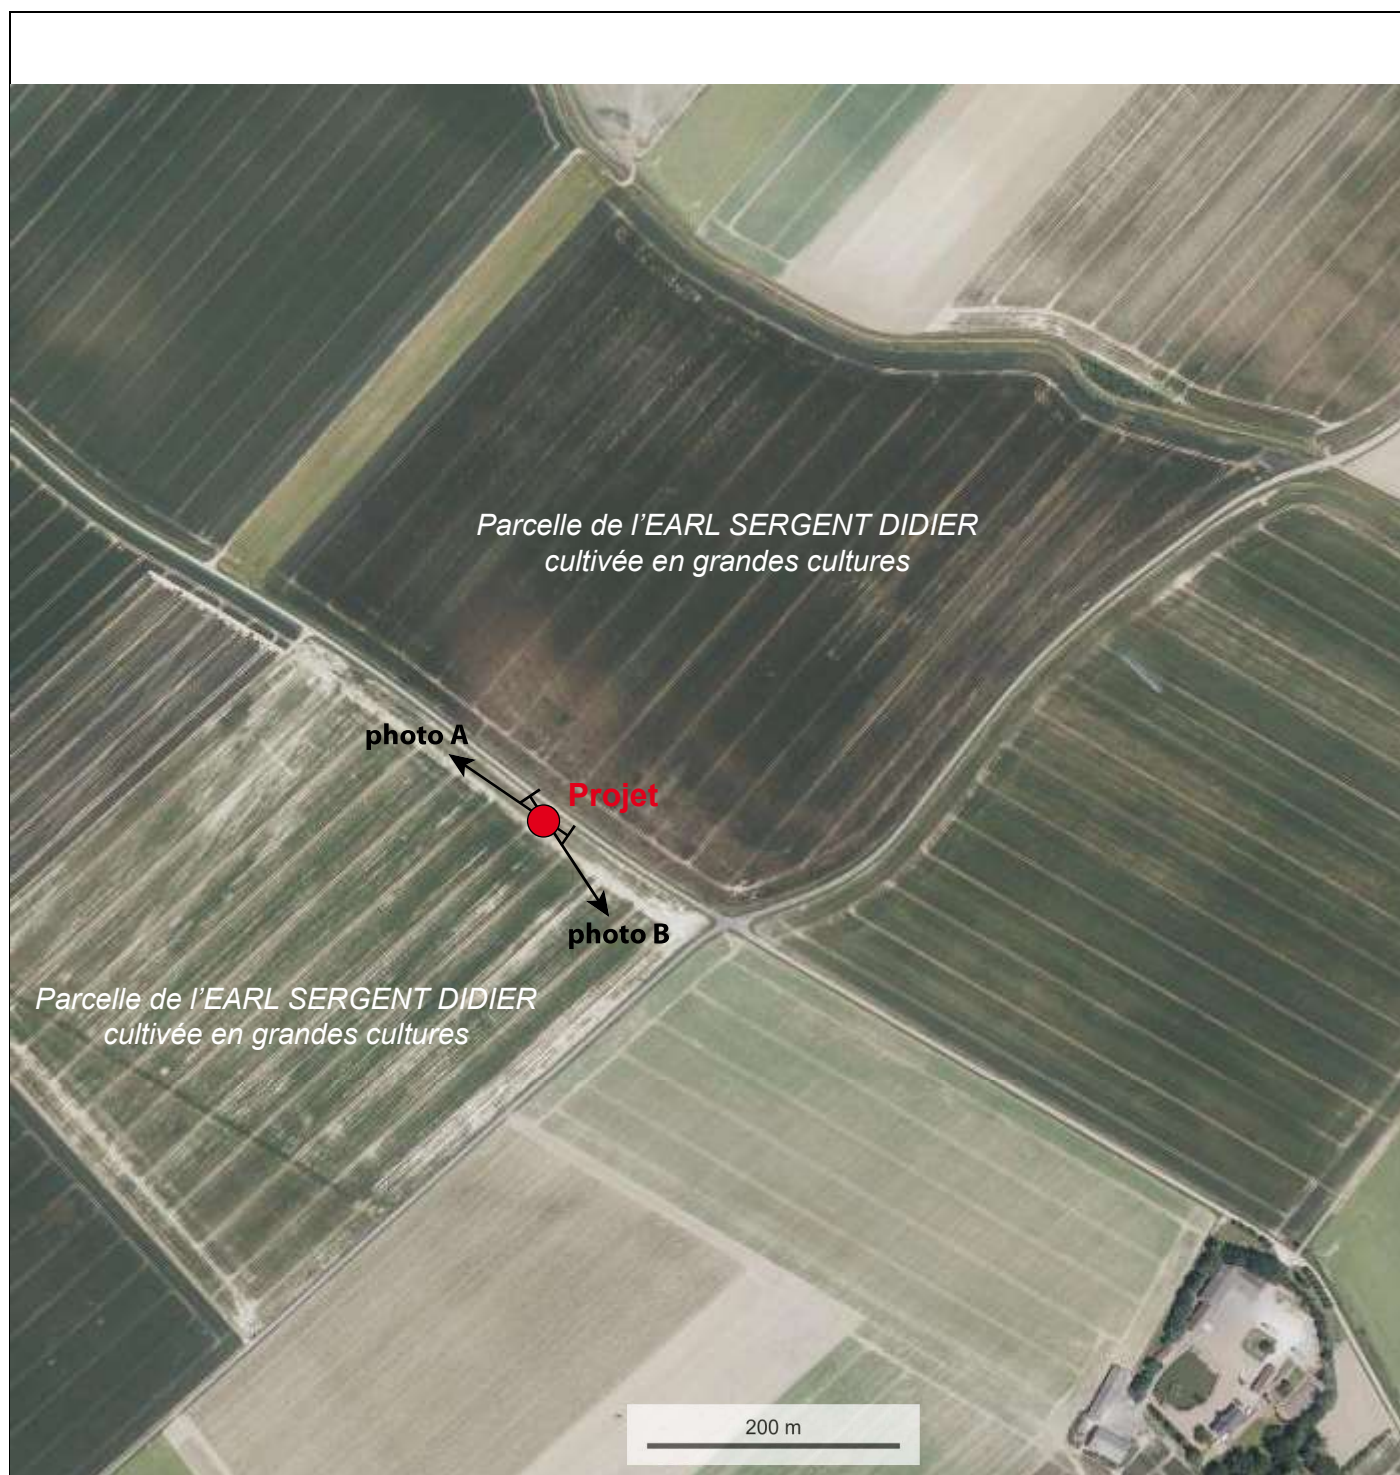 Parcelle de l’EARL SERGENT DIDIER
cultivée en grandes cultures
photo A
Projet
photo B
Parcelle de l’EARL SERGENT DIDIER
cultivée en grandes cultures
200 m